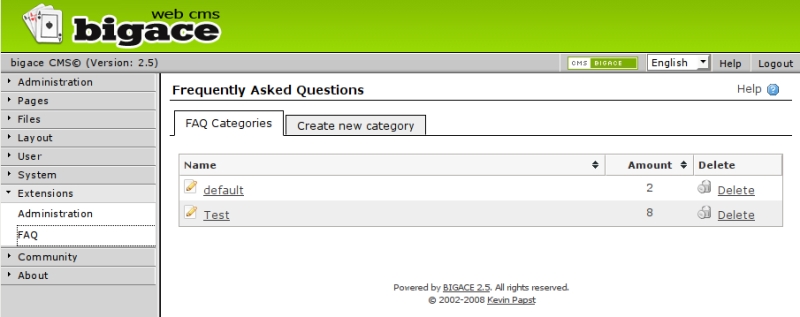 web cms
bigace
bigace CMS© (Version: 2.5)
CMS BIGACE
English
Help
Logout
Administration
Pages
Files
Layout
User
System
Extensions
Administration
FAQ
Community
About
Frequently Asked Questions
Help
FAQ Categories
Create new category
Name Amount Delete
default 2 Delete
Test 8 Delete
Powered by BIGACE 2.5. All rights reserved.
© 2002-2008 Kevin Papst